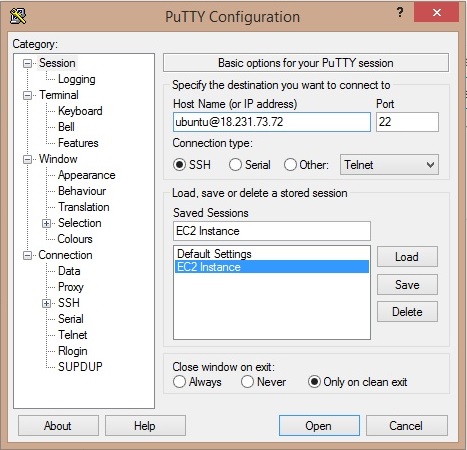 PuTTY Configuration
Category:
Session
Logging
Terminal
Keyboard
Bell
Features
Window
Appearance
Behaviour
Translation
Selection
Colours
Connection
Data
Proxy
SSH
Serial
Telnet
Rlogin
SUPDUP
Basic options for your PuTTY session
Specify the destination you want to connect to
Host Name (or IP address) Port
ubuntu@18.231.73.72 22
Connection type:
SSH Serial Other: Telnet
Load, save or delete a stored session
Saved Sessions
EC2 Instance
Default Settings
EC2 Instance
Load
Save
Delete
Close window on exit:
Always Never Only on clean exit
About Help Open Cancel